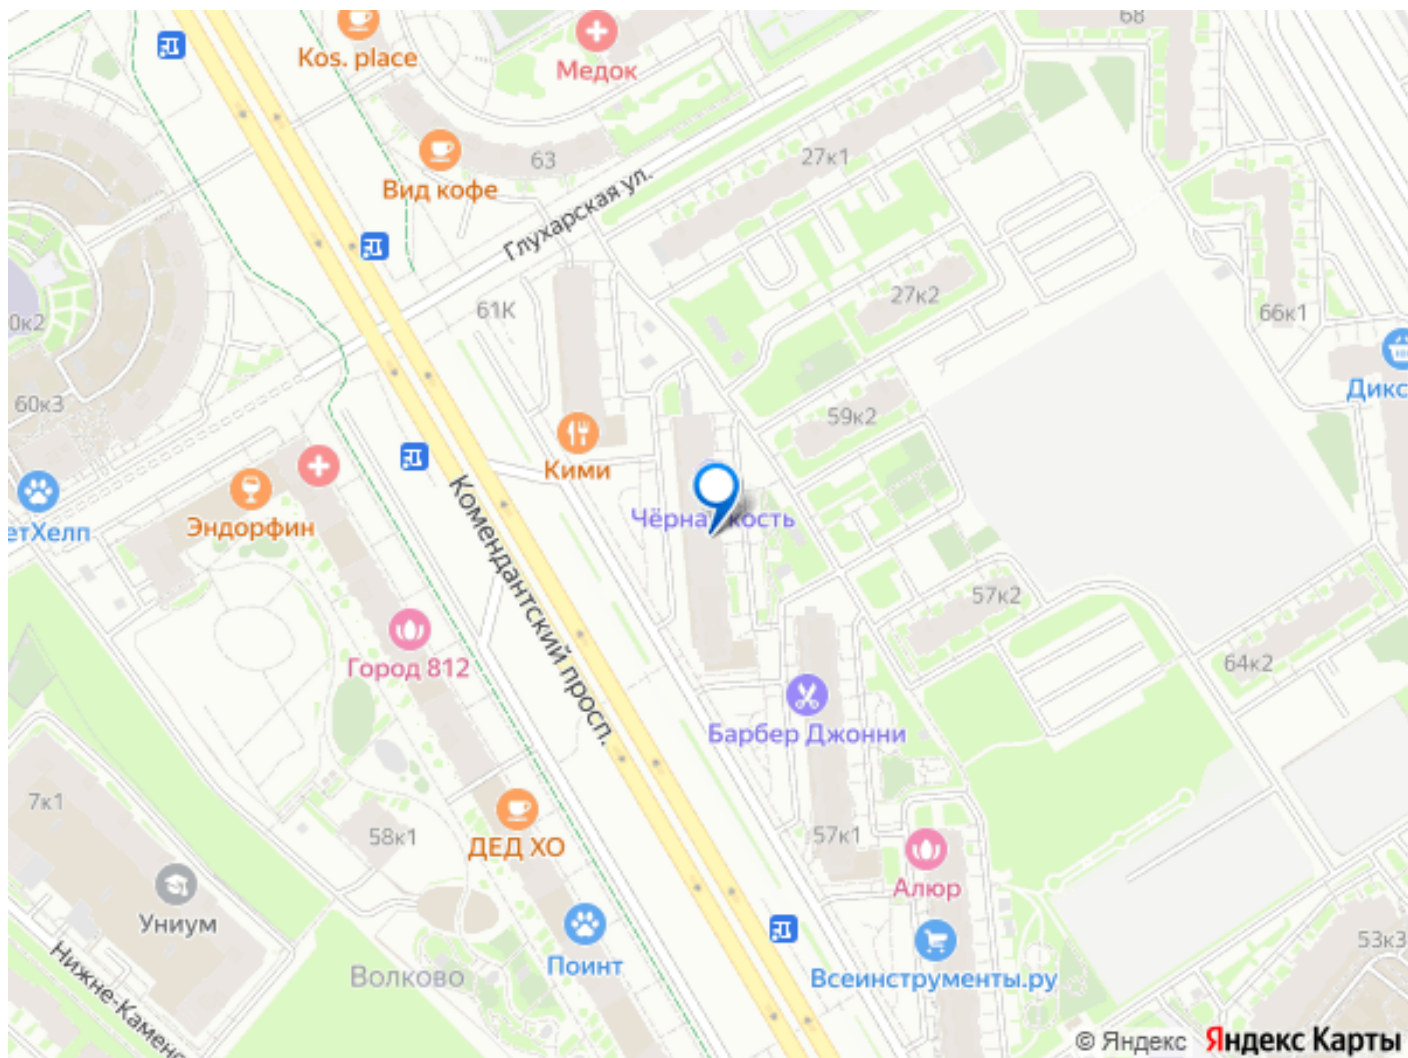 68
Kos. place
Медок
63
27к1
Вид кофе
Глухарская ул.
27к2
61К
66к1
0к2
Дикс
60к3
59к2
Кими
Чёрна кость
Эндорфин
етХелп
Комендантский просп.
57к2
Город 812
64к2
Барбер Джонни
7к1
58к1
ДЕД ХО
57к1
Алюр
Униум
Поинт
Волково
Всеинструменты.ру
53к3
Нижне-Каменс
© Яндекс Яндекс Карты